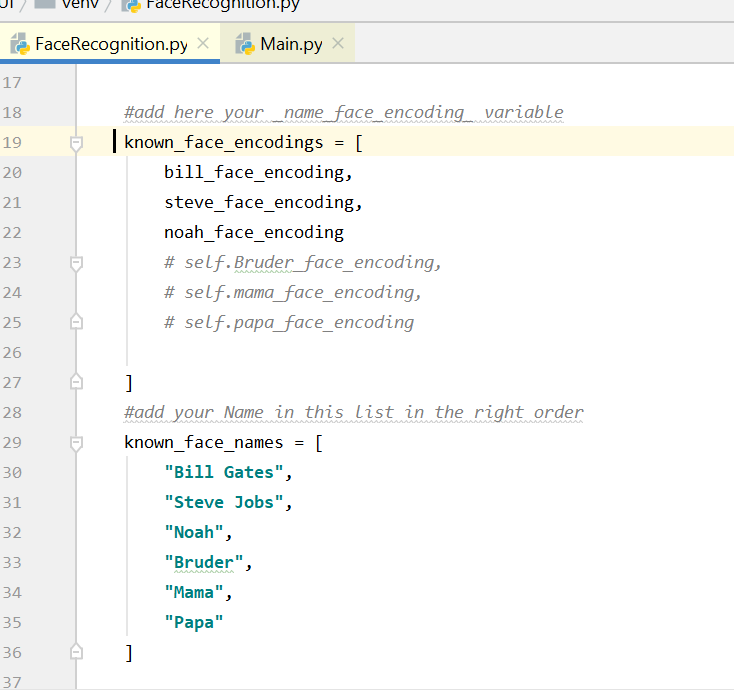 UI / venv / FaceRecognition.py
FaceRecognition.py × Main.py ×
17
18 #add here your _name_face_encoding_ variable
19 known_face_encodings = [
20 bill_face_encoding,
21 steve_face_encoding,
22 noah_face_encoding
23 # self.Bruder_face_encoding,
24 # self.mama_face_encoding,
25 # self.papa_face_encoding
26
27 ]
28 #add your Name in this list in the right order
29 known_face_names = [
30 "Bill Gates",
31 "Steve Jobs",
32 "Noah",
33 "Bruder",
34 "Mama",
35 "Papa"
36 ]
37